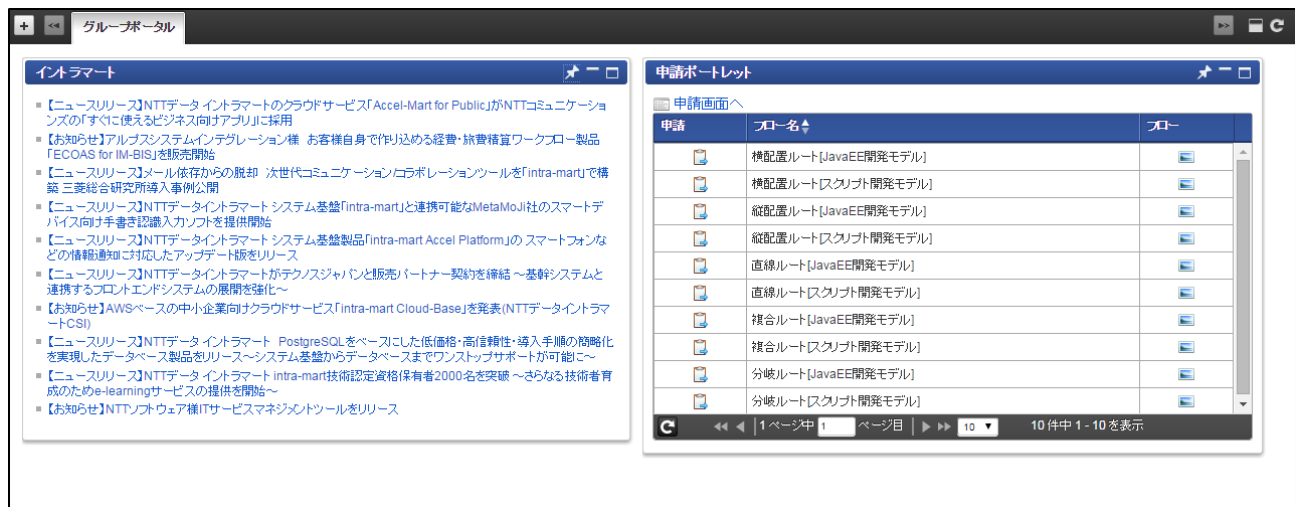 グループポータル
イントラマート
【ニュースリリース】NTTデータ イントラマートのクラウドサービス「Accel-Mart for Public」がNTTコミュニケーショ
ンズの「すぐに使えるビジネス向けアプリ」に採用
【お知らせ】アルプスシステムインテグレーション様 お客様自身で作り込める経費・旅費精算ワークフロー製品
「ECOAS for IM-BIS」を販売開始
【ニュースリリース】メール依存からの脱却 次世代コミュニケーション/コラボレーションツールを「intra-mart」で構
築 三菱総合研究所導入事例公開
【ニュースリリース】NTTデータイントラマート システム基盤「intra-mart」と連携可能なMetaMoJi社のスマートデ
バイス向け手書き認識入力ソフトを提供開始
【ニュースリリース】NTTデータイントラマート システム基盤製品「intra-mart Accel Platform」の スマートフォンな
どの情報通知に対応したアップデート版をリリース
【ニュースリリース】NTTデータイントラマートがテクノスジャパンと販売パートナー契約を締結 ～基幹システムと
連携するフロントエンドシステムの展開を強化～
【お知らせ】AWSベースの中小企業向けクラウドサービス「intra-mart Cloud-Base」を発表(NTTデータイントラマ
ートCSI)
【ニュースリリース】NTTデータ イントラマート PostgreSQLをベースにした低価格・高信頼性・導入手順の簡略化
を実現したデータベース製品をリリース～システム基盤からデータベースまでワンストップサポートが可能に～
【ニュースリリース】NTTデータ イントラマート intra-mart技術認定資格保有者2000名を突破 ～さらなる技術者育
成のためe-learningサービスの提供を開始～
【お知らせ】NTTソフトウェア様ITサービスマネジメントツールをリリース
申請ポートレット
申請画面へ
申請 フロー名 フロー
横配置ルート[JavaEE開発モデル]
横配置ルート[スクリプト開発モデル]
縦配置ルート[JavaEE開発モデル]
縦配置ルート[スクリプト開発モデル]
直線ルート[JavaEE開発モデル]
直線ルート[スクリプト開発モデル]
複合ルート[JavaEE開発モデル]
複合ルート[スクリプト開発モデル]
分岐ルート[JavaEE開発モデル]
分岐ルート[スクリプト開発モデル]
1 ページ中 1 ページ目 10 10 件中 1 - 10 を表示